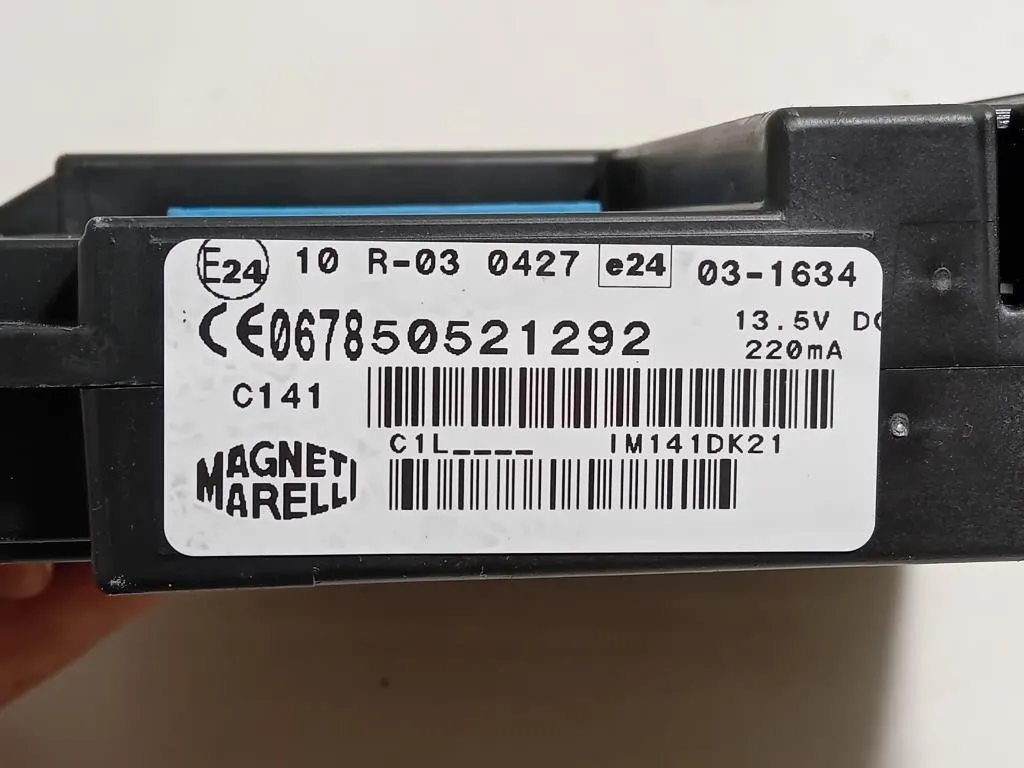 E24 10 R-03 0427 e24 03-1634
CE0678 50521292 13.5V DC
220mA
C141
C1L____ IM141DK21
MAGNETI
MARELLI